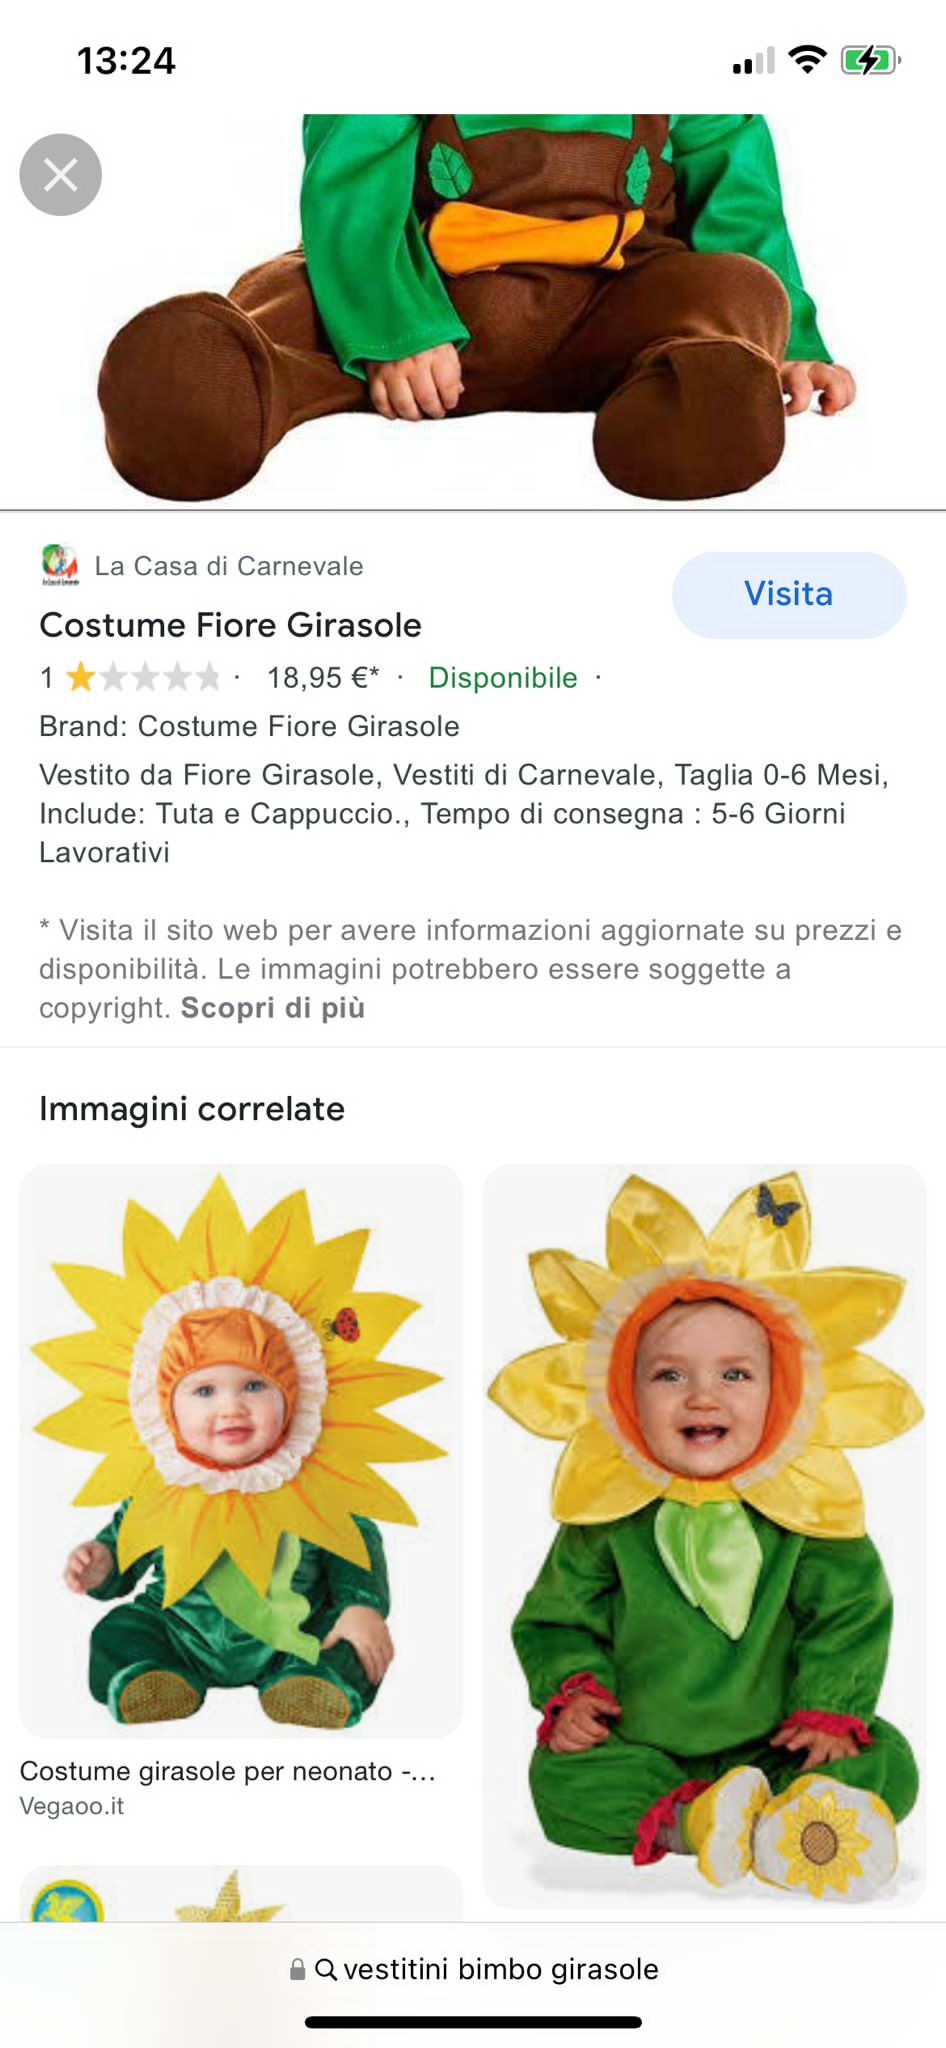 13:24
La Casa di Carnevale
Visita
Costume Fiore Girasole
1 · 18,95 €* · Disponibile ·
Brand: Costume Fiore Girasole
Vestito da Fiore Girasole, Vestiti di Carnevale, Taglia 0-6 Mesi,
Include: Tuta e Cappuccio., Tempo di consegna : 5-6 Giorni
Lavorativi
* Visita il sito web per avere informazioni aggiornate su prezzi e
disponibilità. Le immagini potrebbero essere soggette a
copyright. Scopri di più
Immagini correlate
Costume girasole per neonato -...
Vegaoo.it
vestitini bimbo girasole